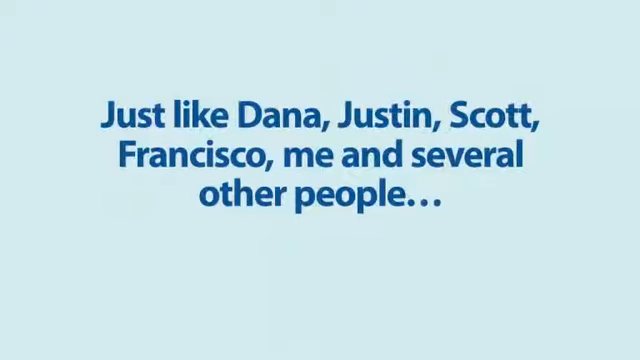 Just like Dana, Justin, Scott,
Francisco, me and several
other people…